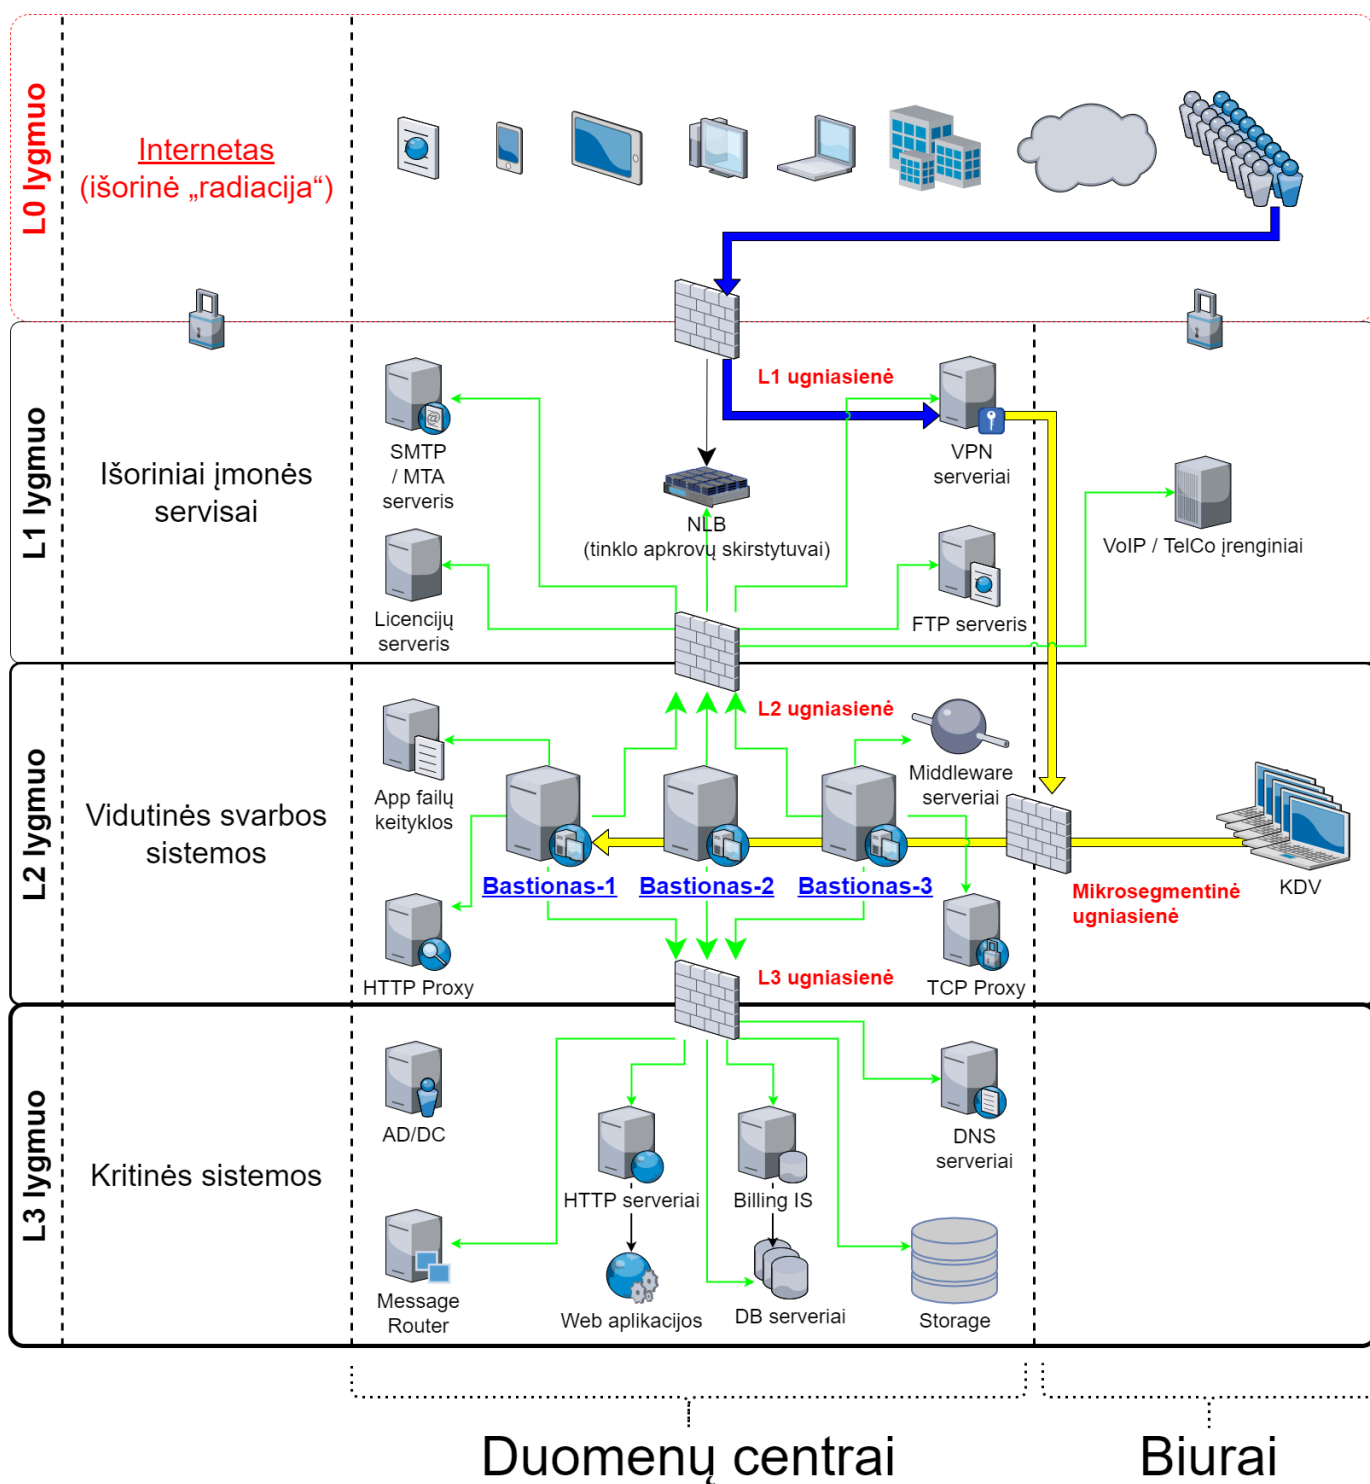 L0 lygmuo
Internetas
(išorinė „radiacija“)
L1 lygmuo
Išoriniai įmonės
servisai
SMTP
/ MTA
serveris
L1 ugniasienė
VPN
serveriai
NLB
(tinklo apkrovų skirstytuvai)
VoIP / TelCo įrenginiai
Licencijų
serveris
FTP serveris
L2 lygmuo
Vidutinės svarbos
sistemos
L2 ugniasienė
App failų
keityklos
Middleware
serveriai
Bastionas-1
Bastionas-2
Bastionas-3
Mikrosegmentinė
ugniasienė
KDV
HTTP Proxy
L3 ugniasienė
TCP Proxy
L3 lygmuo
Kritinės sistemos
AD/DC
HTTP serveriai
Billing IS
DNS
serveriai
Message
Router
Web aplikacijos
DB serveriai
Storage
Duomenų centrai
Biurai